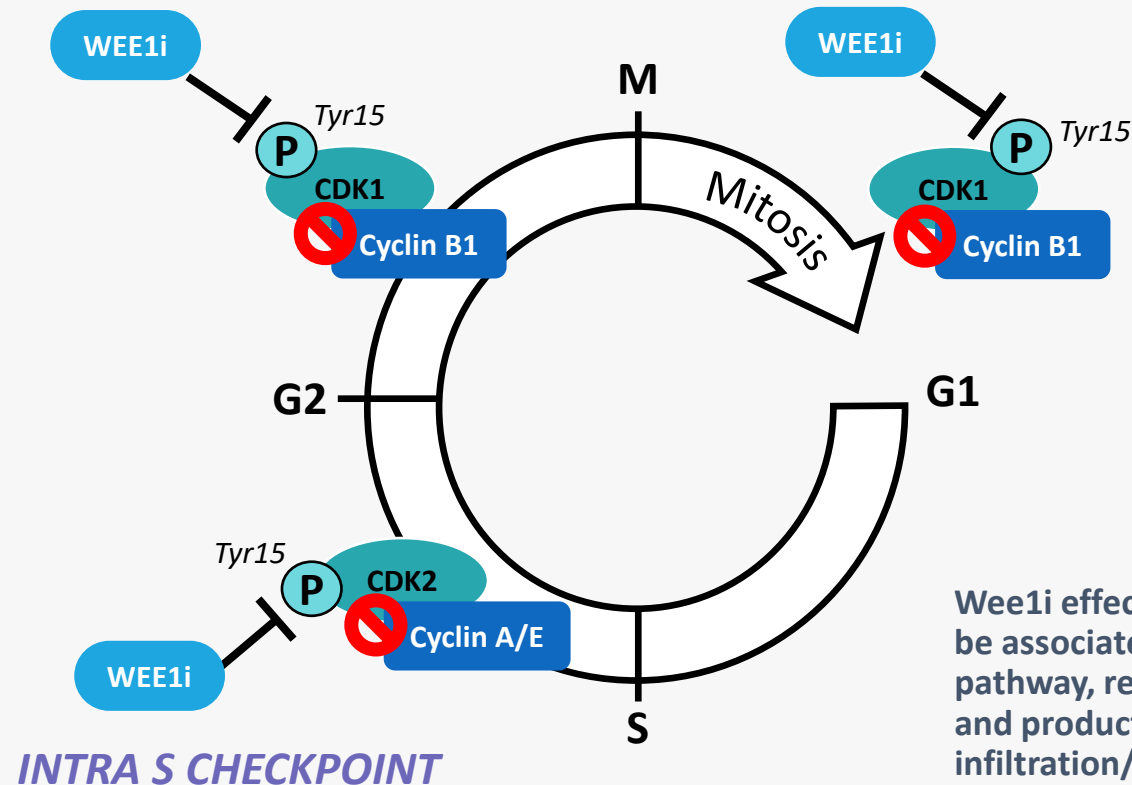 WEE1i
Tyr15
P
CDK1
Cyclin B1
M
Mitosis
WEE1i
Tyr15
P
CDK1
Cyclin B1
G2
G1
Tyr15
P
CDK2
Cyclin A/E
WEE1i
S
INTRA S CHECKPOINT
Wee1i effec
be associate
pathway, re
and product
infiltration/